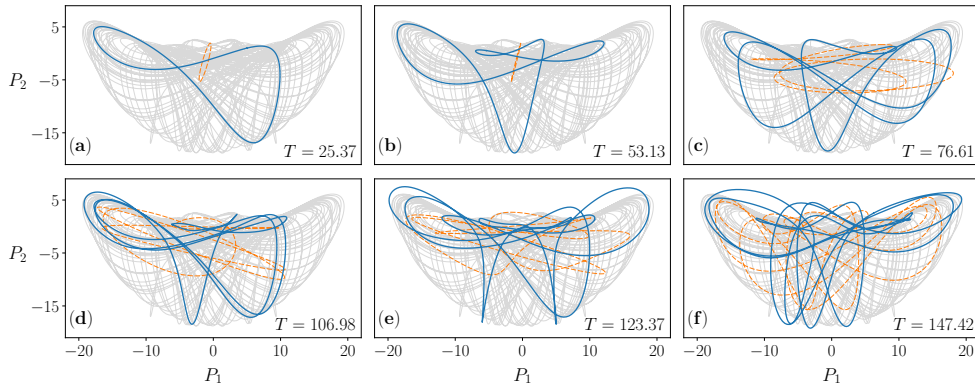 5
P₂ −5
−15
(a) T = 25.37
(b) T = 53.13
(c) T = 76.61
5
P₂ −5
−15
(d) T = 106.98
(e) T = 123.37
(f) T = 147.42
−20 −10 0 10 20
−20 −10 0 10 20
−20 −10 0 10 20
P₁
P₁
P₁